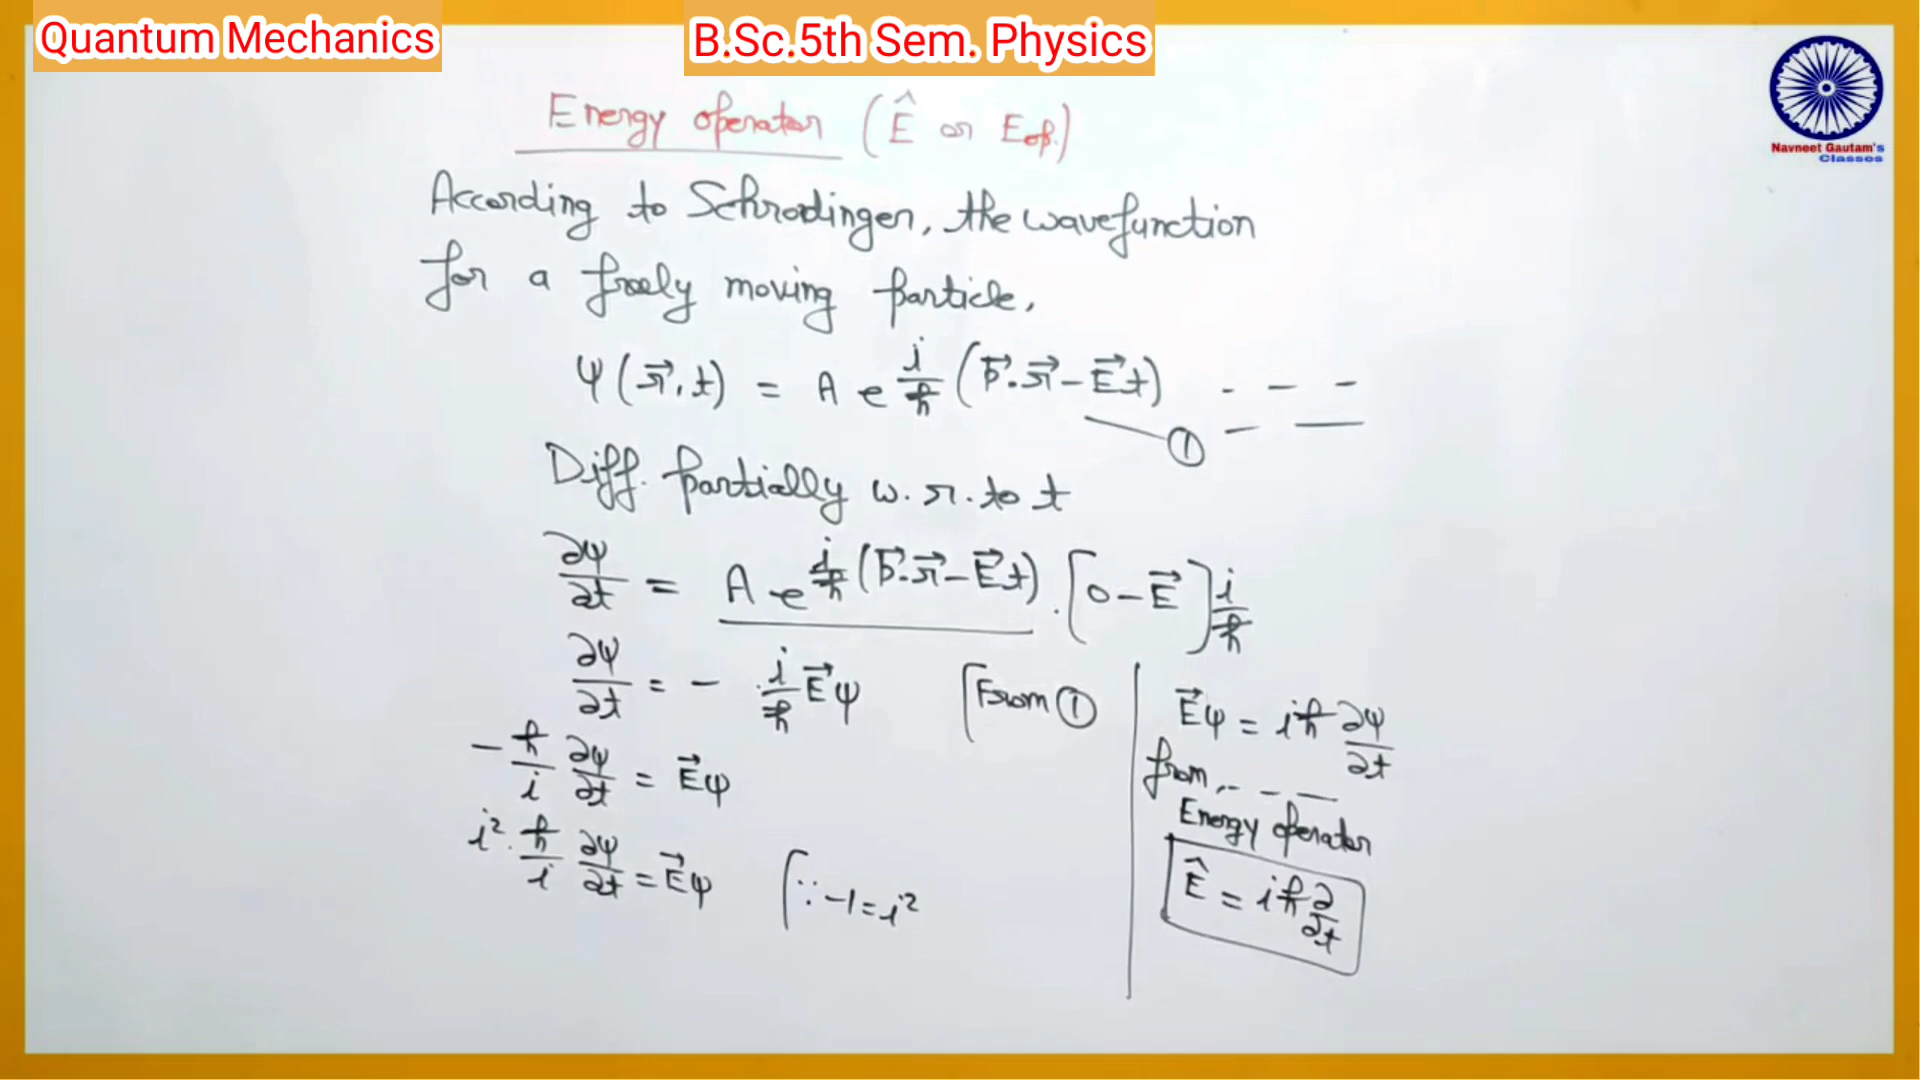 Quantum Mechanics
B.Sc.5th Sem. Physics
Navneet Gautam's
Classes
Energy operator (Ê or Eop.)
According to Schrodinger, the wavefunction
for a freely moving particle,
ψ(r⃗, t) = A e^{i/ħ (p⃗.r⃗ − E⃗t)} - - -
①
Diff. partially w.r.to t
∂ψ/∂t = A e^{i/ħ (p⃗.r⃗ − E⃗t)} . [0 − E⃗] i/ħ
∂ψ/∂t = − i/ħ E⃗ψ [From ①
− ħ/i ∂ψ/∂t = E⃗ψ
i² . ħ/i ∂ψ/∂t = E⃗ψ [∵ −1 = i²
E⃗ψ = iħ ∂ψ/∂t
from, - - —
Energy operator
Ê = iħ ∂/∂t